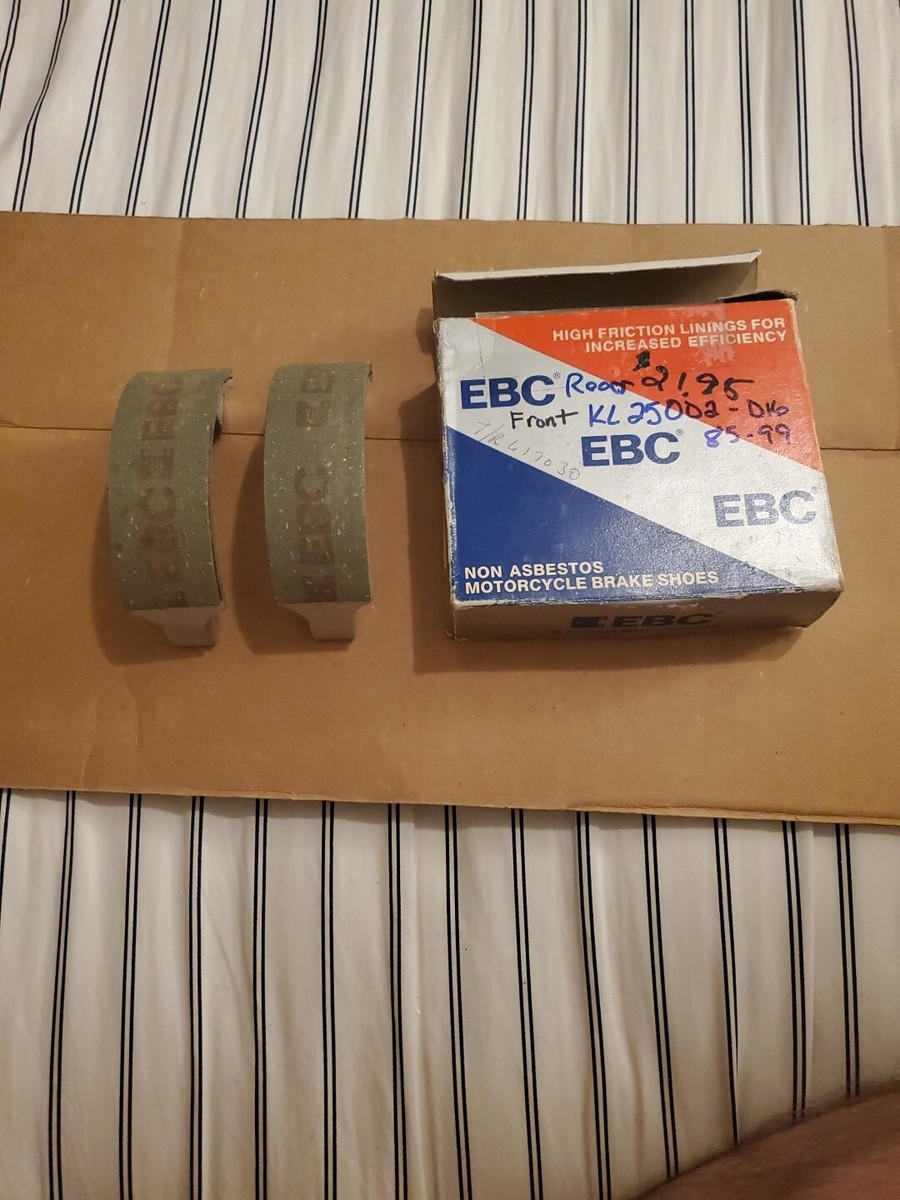 HIGH FRICTION LININGS FOR
INCREASED EFFICIENCY
EBC® Rear $21.95
Front KL250D2-D16
85-99
EBC®
EBC®
NON ASBESTOS
MOTORCYCLE BRAKE SHOES
EBC
EBC
EBC
EBC